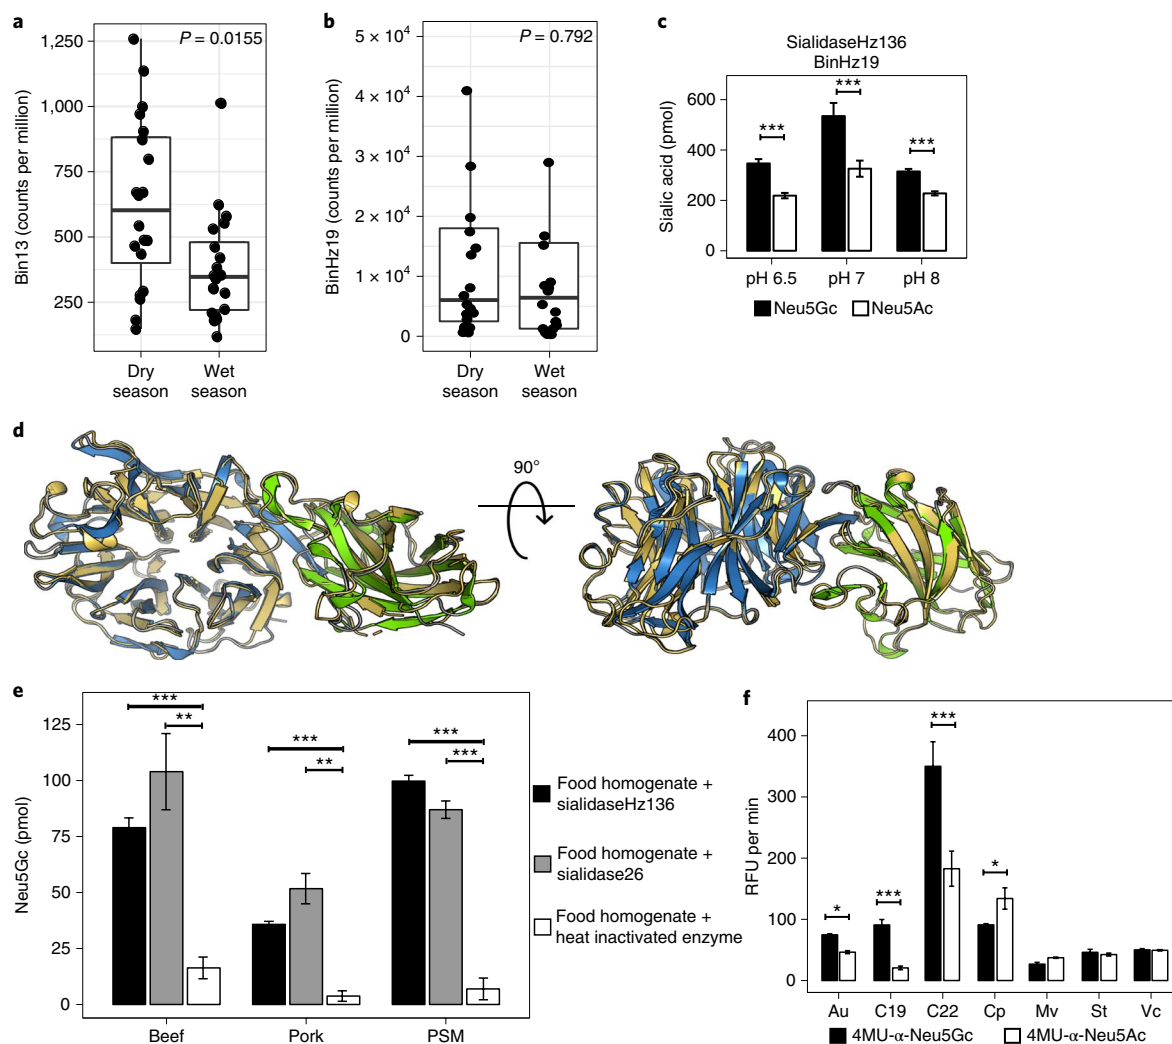 a
P = 0.0155
Bin13 (counts per million)
1,250
1,000
750
500
250
Dry season
Wet season
b
P = 0.792
BinHz19 (counts per million)
5 × 10⁴
4 × 10⁴
3 × 10⁴
2 × 10⁴
1 × 10⁴
0
Dry season
Wet season
c
SialidaseHz136
BinHz19
Sialic acid (pmol)
600
400
200
0
***
***
***
pH 6.5
pH 7
pH 8
Neu5Gc
Neu5Ac
d
90°
e
Neu5Gc (pmol)
125
100
75
50
25
0
***
**
***
**
***
***
Beef
Pork
PSM
Food homogenate +
sialidaseHz136
Food homogenate +
sialidase26
Food homogenate +
heat inactivated enzyme
f
RFU per min
400
300
200
100
0
*
***
***
*
Au
C19
C22
Cp
Mv
St
Vc
4MU-α-Neu5Gc
4MU-α-Neu5Ac